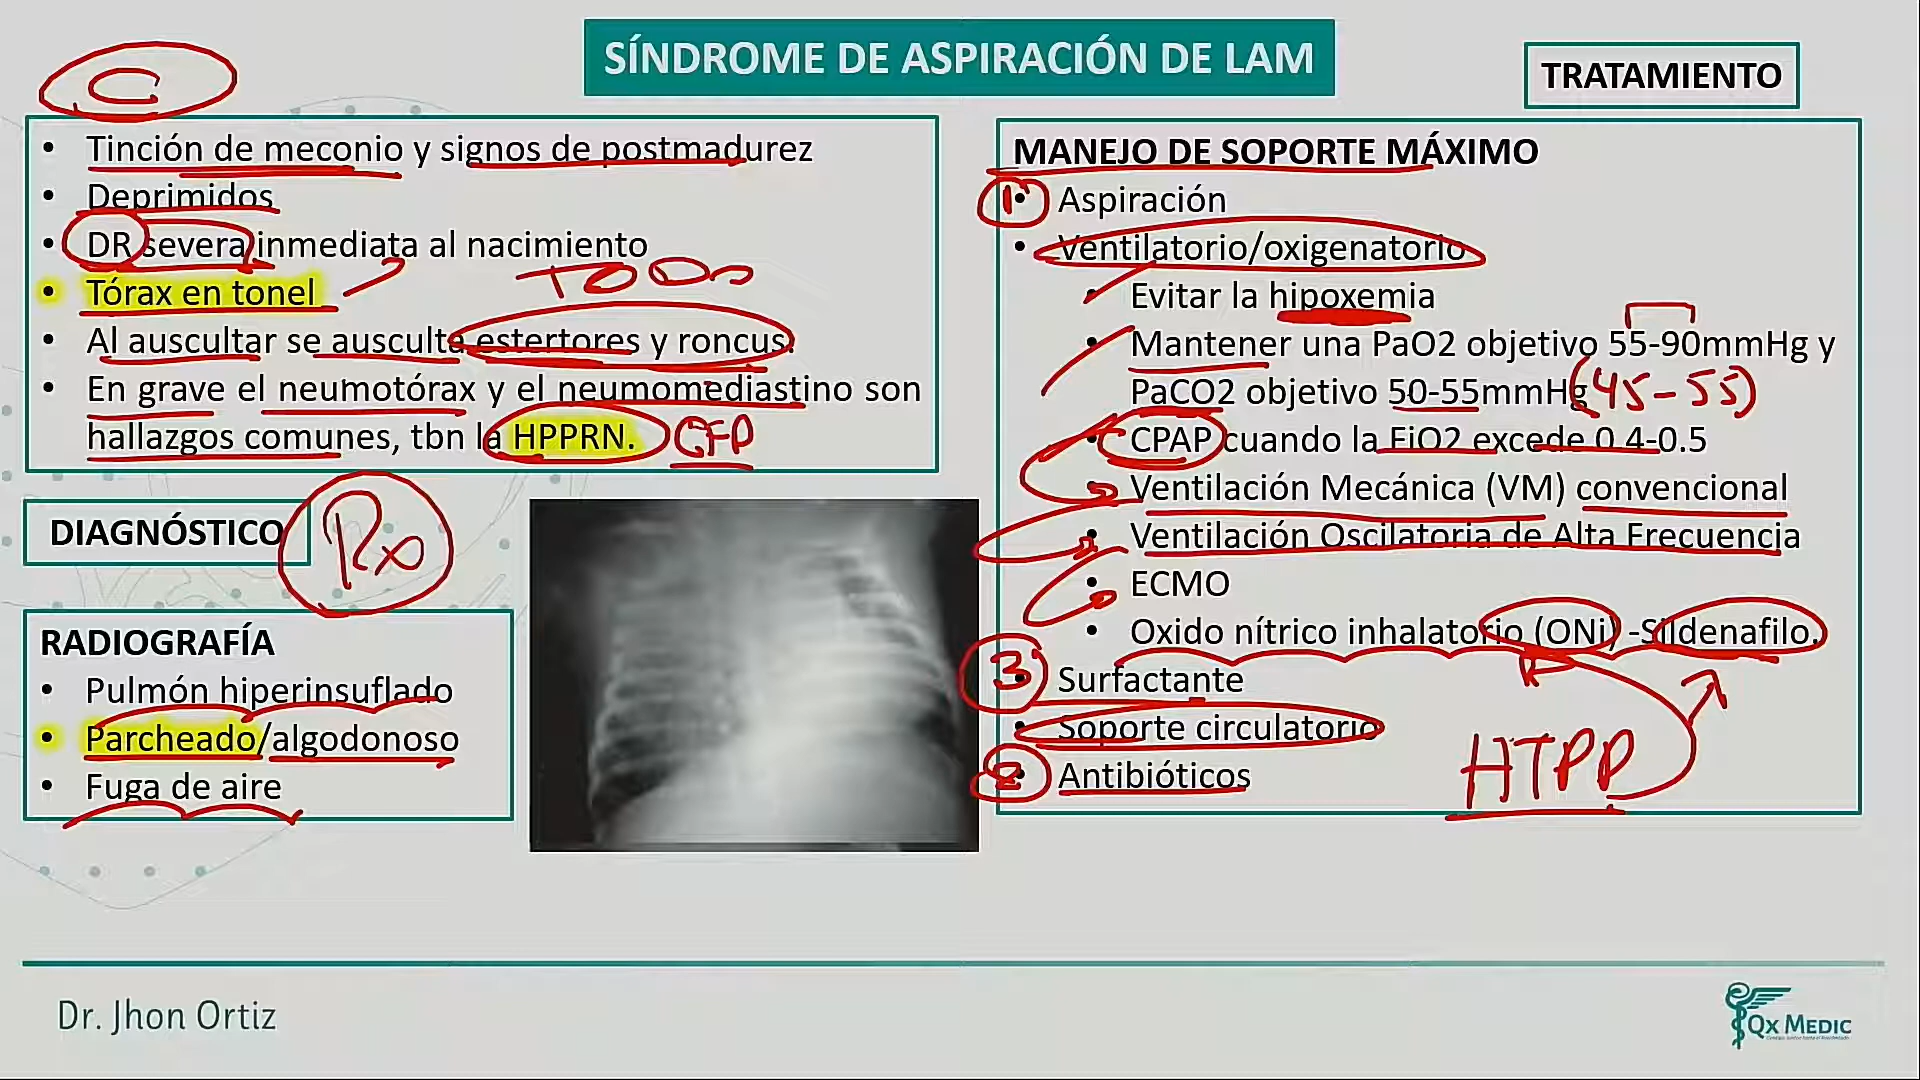 SÍNDROME DE ASPIRACIÓN DE LAM
TRATAMIENTO
C
• Tinción de meconio y signos de postmadurez
• Deprimidos
• DR severa inmediata al nacimiento
TODOS
• Tórax en tonel
• Al auscultar se ausculta estertores y roncus.
• En grave el neumotórax y el neumomediastino son
hallazgos comunes, tbn la HPPRN.
DIAGNÓSTICO
Rx
RADIOGRAFÍA
• Pulmón hiperinsuflado
• Parcheado/algodonoso
• Fuga de aire
MANEJO DE SOPORTE MÁXIMO
1 • Aspiración
• Ventilatorio/oxigenatorio
• Evitar la hipoxemia
• Mantener una PaO2 objetivo 55-90mmHg y
PaCO2 objetivo 50-55mmHg (45-55)
• CPAP cuando la FiO2 excede 0.4-0.5
• Ventilación Mecánica (VM) convencional
• Ventilación Oscilatoria de Alta Frecuencia
• ECMO
• Oxido nítrico inhalatorio (ONi) -Sildenafilo.
3 • Surfactante
• Soporte circulatorio
2 • Antibióticos
HTPP
Dr. Jhon Ortiz
QX MEDIC